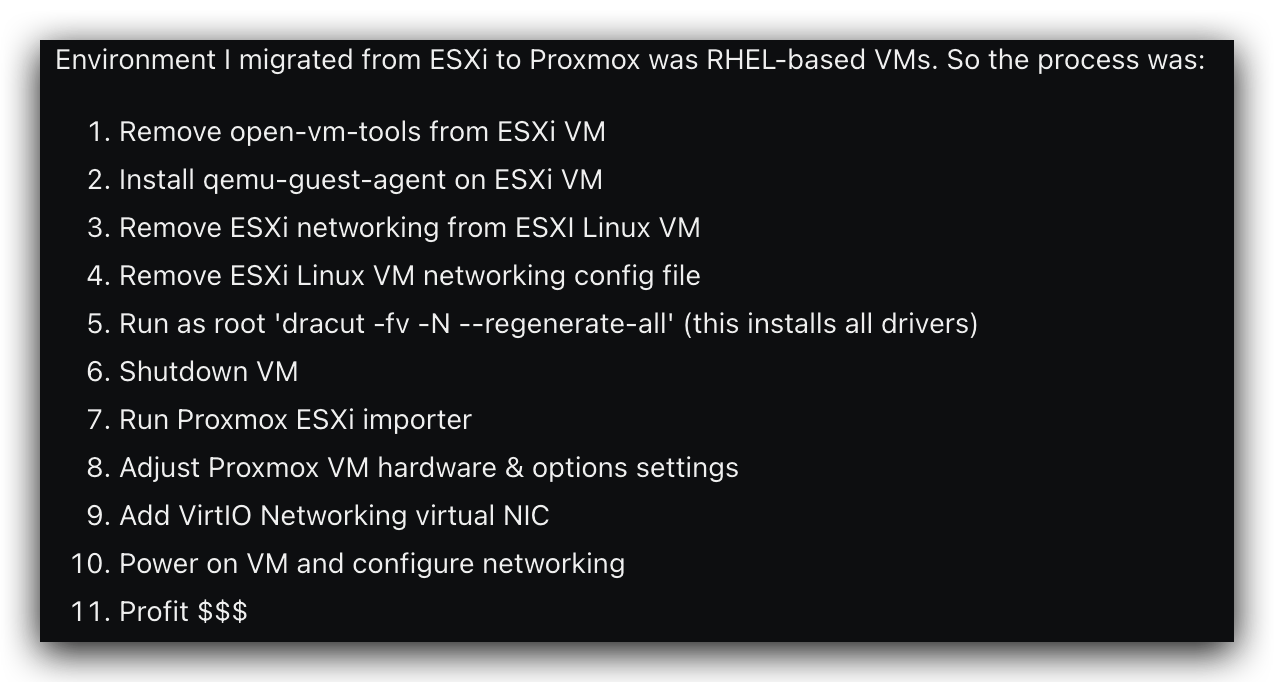 Environment I migrated from ESXi to Proxmox was RHEL-based VMs. So the process was:
1. Remove open-vm-tools from ESXi VM
2. Install qemu-guest-agent on ESXi VM
3. Remove ESXi networking from ESXI Linux VM
4. Remove ESXi Linux VM networking config file
5. Run as root 'dracut -fv -N --regenerate-all' (this installs all drivers)
6. Shutdown VM
7. Run Proxmox ESXi importer
8. Adjust Proxmox VM hardware & options settings
9. Add VirtIO Networking virtual NIC
10. Power on VM and configure networking
11. Profit $$$